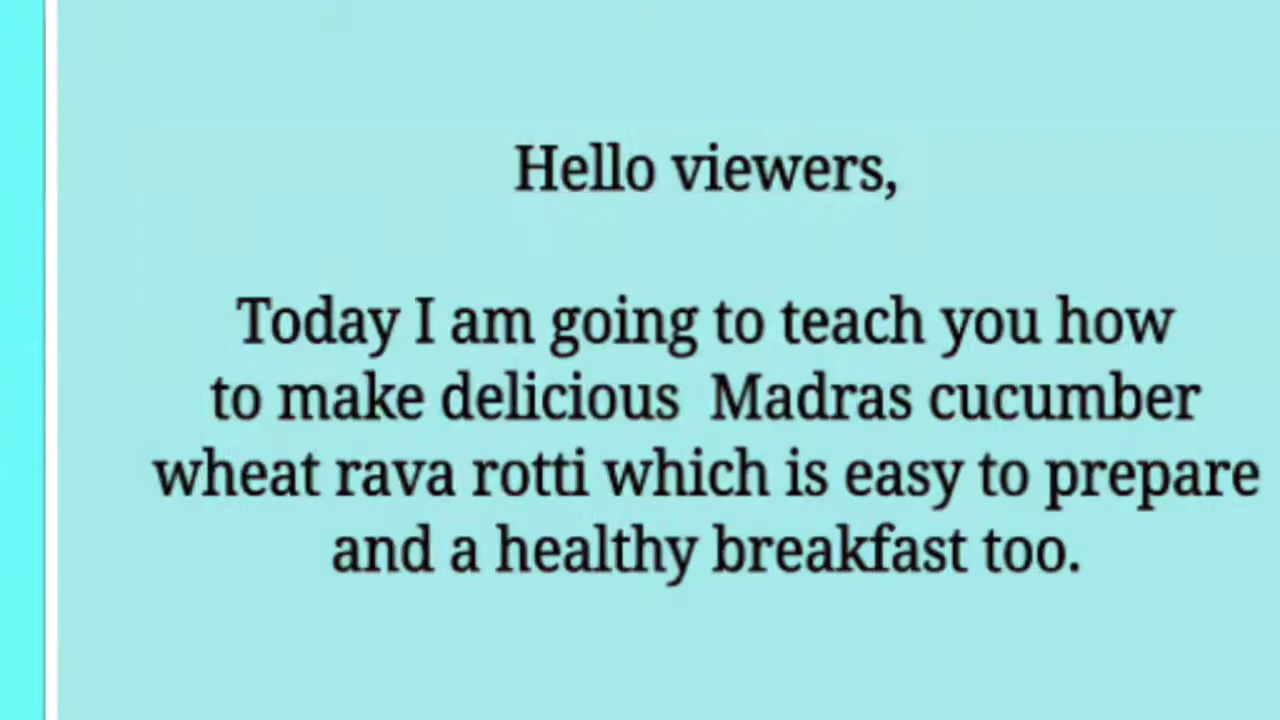 Hello viewers,
Today I am going to teach you how
to make delicious  Madras cucumber
wheat rava rotti which is easy to prepare
and a healthy breakfast too.